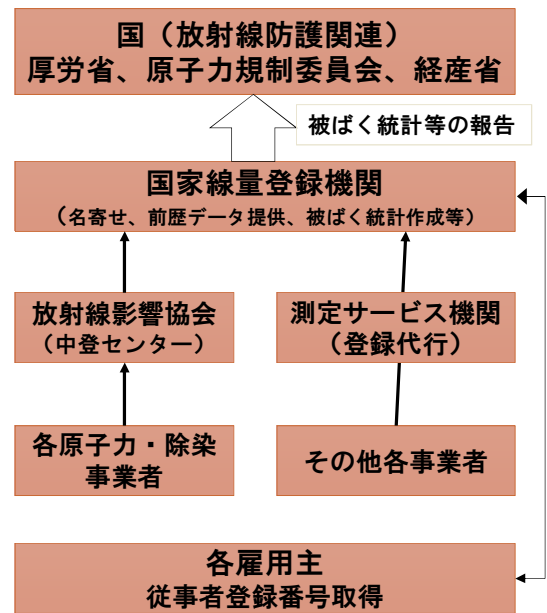 国（放射線防護関連）
厚労省、原子力規制委員会、経産省
被ばく統計等の報告
国家線量登録機関
（名寄せ、前歴データ提供、被ばく統計作成等）
放射線影響協会
（中登センター）
測定サービス機関
（登録代行）
各原子力・除染
事業者
その他各事業者
各雇用主
従事者登録番号取得